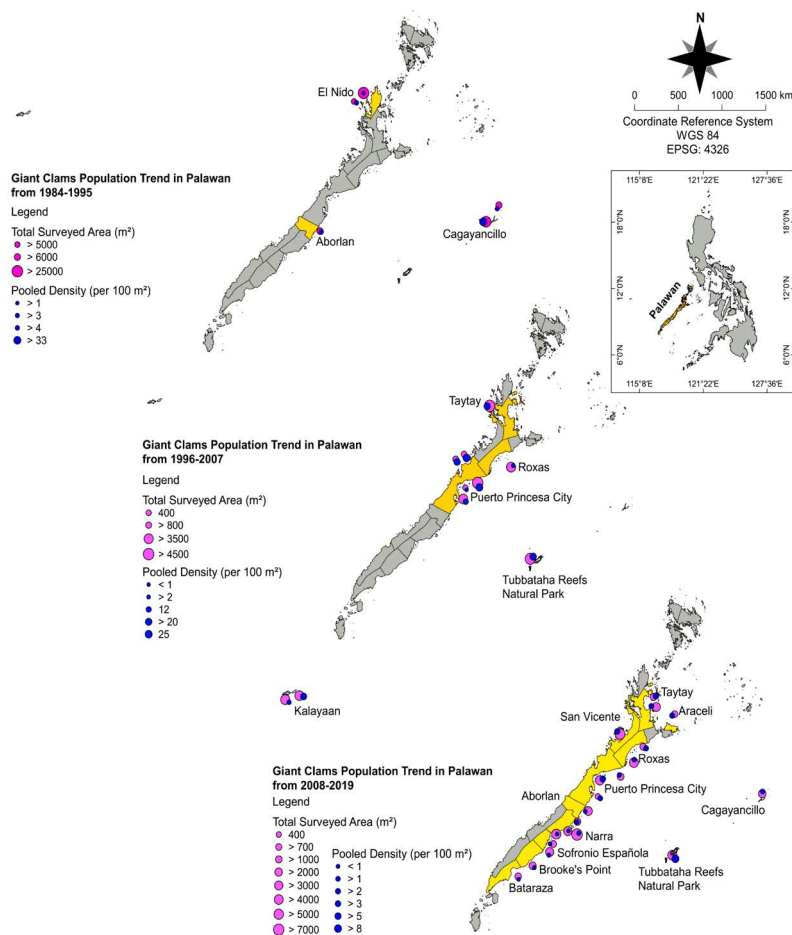 N
0 500 1000 1500 km
Coordinate Reference System
WGS 84
EPSG: 4326
115°8'E 121°22'E 127°36'E
18°0'N
12°0'N
6°0'N
Palawan
115°8'E 121°22'E 127°36'E
El Nido
Aborlan
Cagayancillo
Giant Clams Population Trend in Palawan
from 1984-1995
Legend
Total Surveyed Area (m²)
> 5000
> 6000
> 25000
Pooled Density (per 100 m²)
> 1
> 3
> 4
> 33
Taytay
Roxas
Puerto Princesa City
Tubbataha Reefs
Natural Park
Giant Clams Population Trend in Palawan
from 1996-2007
Legend
Total Surveyed Area (m²)
400
> 800
> 3500
> 4500
Pooled Density (per 100 m²)
< 1
> 2
12
> 20
25
Kalayaan
Taytay
Araceli
San Vicente
Roxas
Puerto Princesa City
Aborlan
Cagayancillo
Narra
Sofronio Española
Tubbataha Reefs
Natural Park
Brooke's Point
Bataraza
Giant Clams Population Trend in Palawan
from 2008-2019
Legend
Total Surveyed Area (m²)
400
> 700
> 1000
> 2000
> 3000
> 4000
> 5000
> 7000
Pooled Density (per 100 m²)
< 1
> 1
> 2
> 3
> 5
> 8